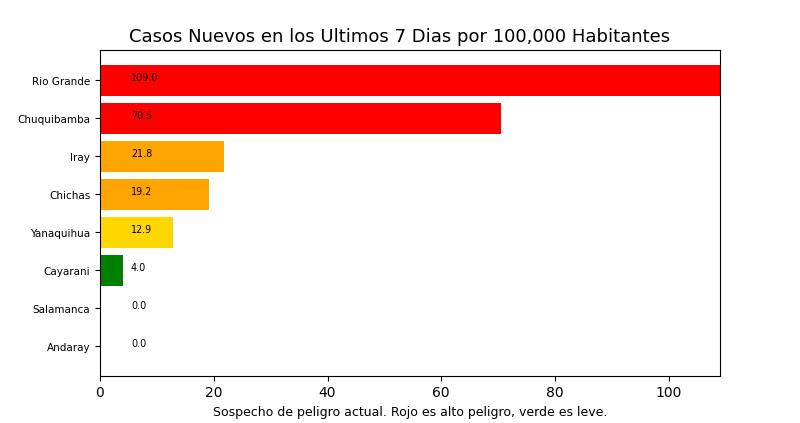 Casos Nuevos en los Ultimos 7 Dias por 100,000 Habitantes
Rio Grande 109.0
Chuquibamba 70.5
Iray 21.8
Chichas 19.2
Yanaquihua 12.9
Cayarani 4.0
Salamanca 0.0
Andaray 0.0
0 20 40 60 80 100
Sospecho de peligro actual. Rojo es alto peligro, verde es leve.